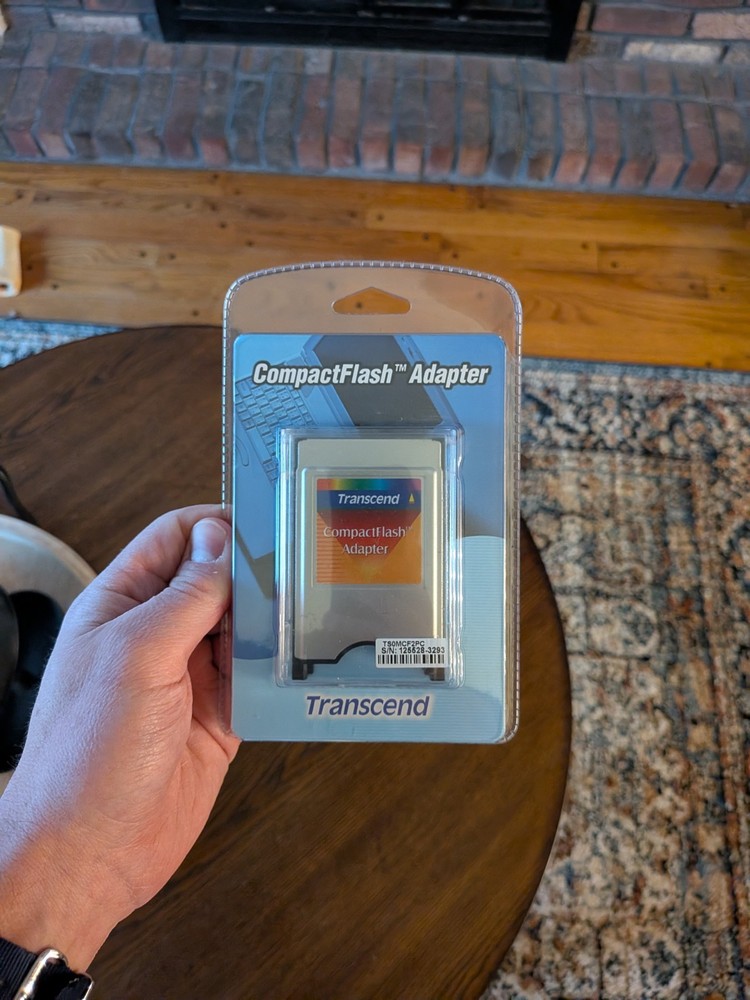 CompactFlash™ Adapter
Transcend
CompactFlash™
Adapter
TS0MCF2PC
S/N: 125528-3293
Transcend